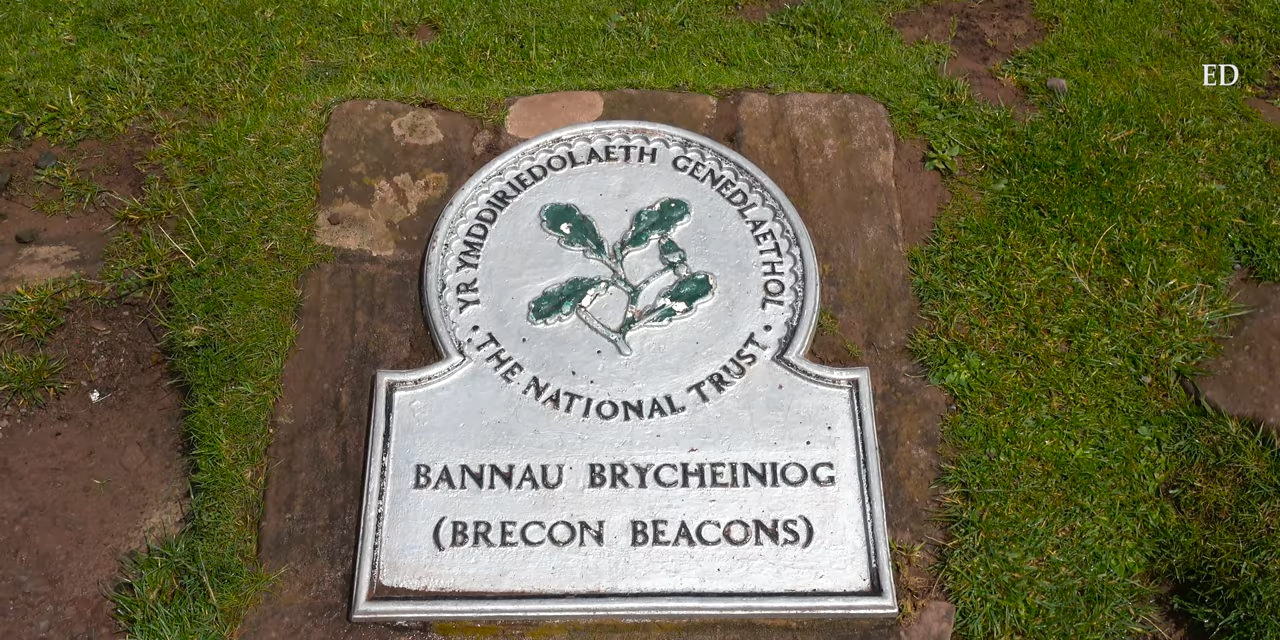 ED
YR YMDDIRIEDOLAETH GENEDLAETHOL
· THE NATIONAL TRUST ·
BANNAU BRYCHEINIOG
(BRECON BEACONS)